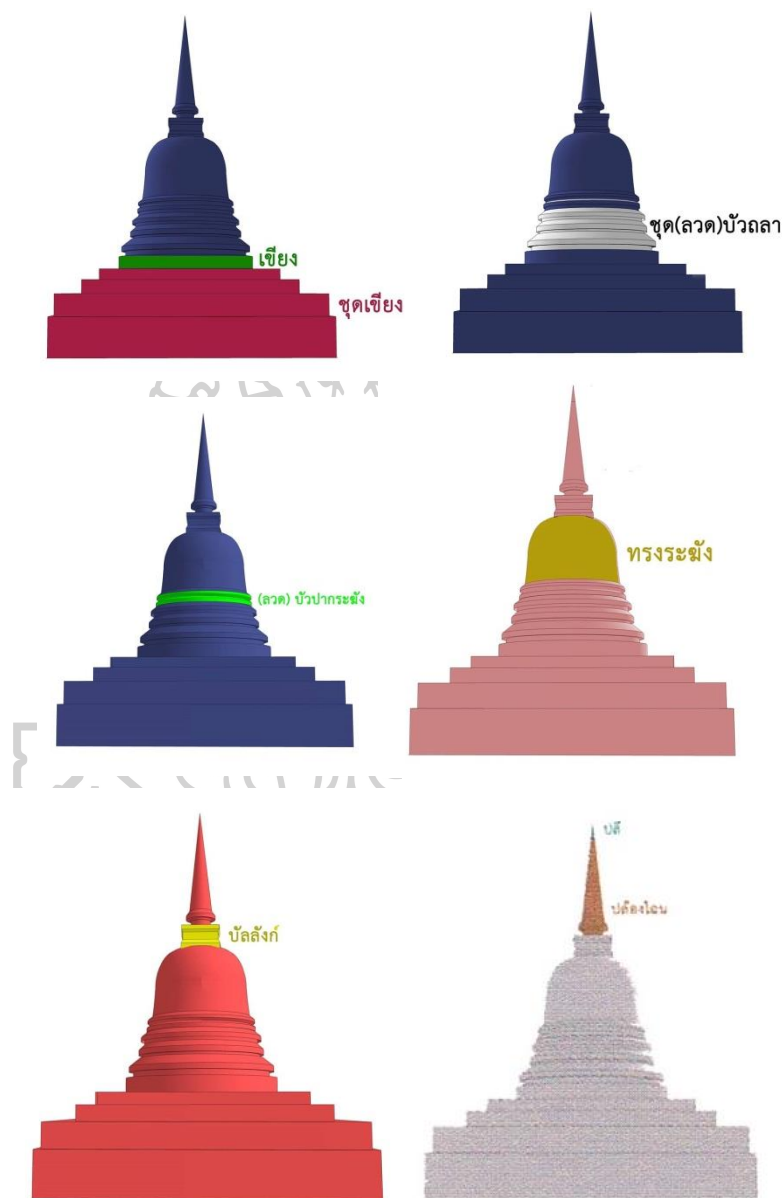 เขียง
ชุดเขียง
ชุด(ลวด)บัวถลา
(ลวด) บัวปากระฆัง
ทรงระฆัง
บัลลังก์
ปลี
ปล้องไฉน